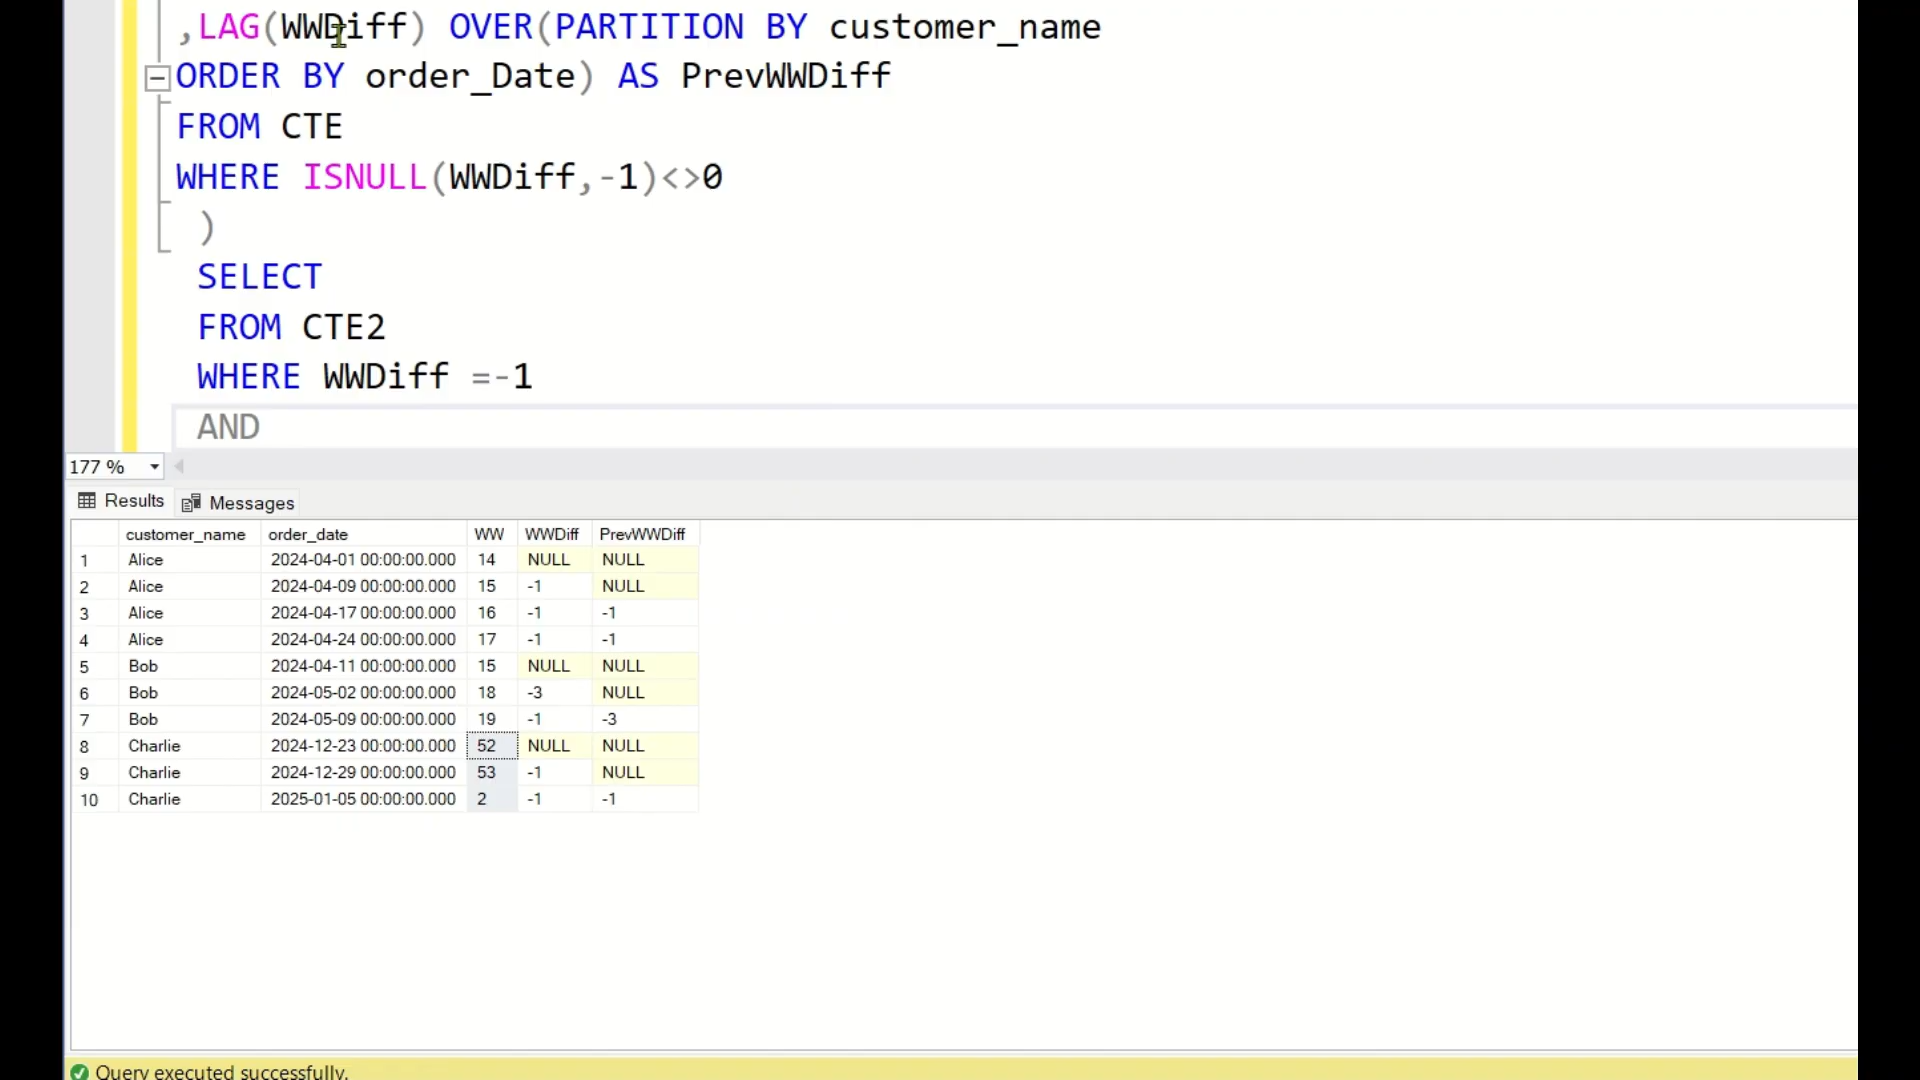 ,LAG(WWDiff) OVER(PARTITION BY customer_name
ORDER BY order_Date) AS PrevWWDiff
FROM CTE
WHERE ISNULL(WWDiff,-1)<>0
)
SELECT
FROM CTE2
WHERE WWDiff =-1
AND
177 %
Results Messages
customer_name order_date WW WWDiff PrevWWDiff
1 Alice 2024-04-01 00:00:00.000 14 NULL NULL
2 Alice 2024-04-09 00:00:00.000 15 -1 NULL
3 Alice 2024-04-17 00:00:00.000 16 -1 -1
4 Alice 2024-04-24 00:00:00.000 17 -1 -1
5 Bob 2024-04-11 00:00:00.000 15 NULL NULL
6 Bob 2024-05-02 00:00:00.000 18 -3 NULL
7 Bob 2024-05-09 00:00:00.000 19 -1 -3
8 Charlie 2024-12-23 00:00:00.000 52 NULL NULL
9 Charlie 2024-12-29 00:00:00.000 53 -1 NULL
10 Charlie 2025-01-05 00:00:00.000 2 -1 -1
Query executed successfully.